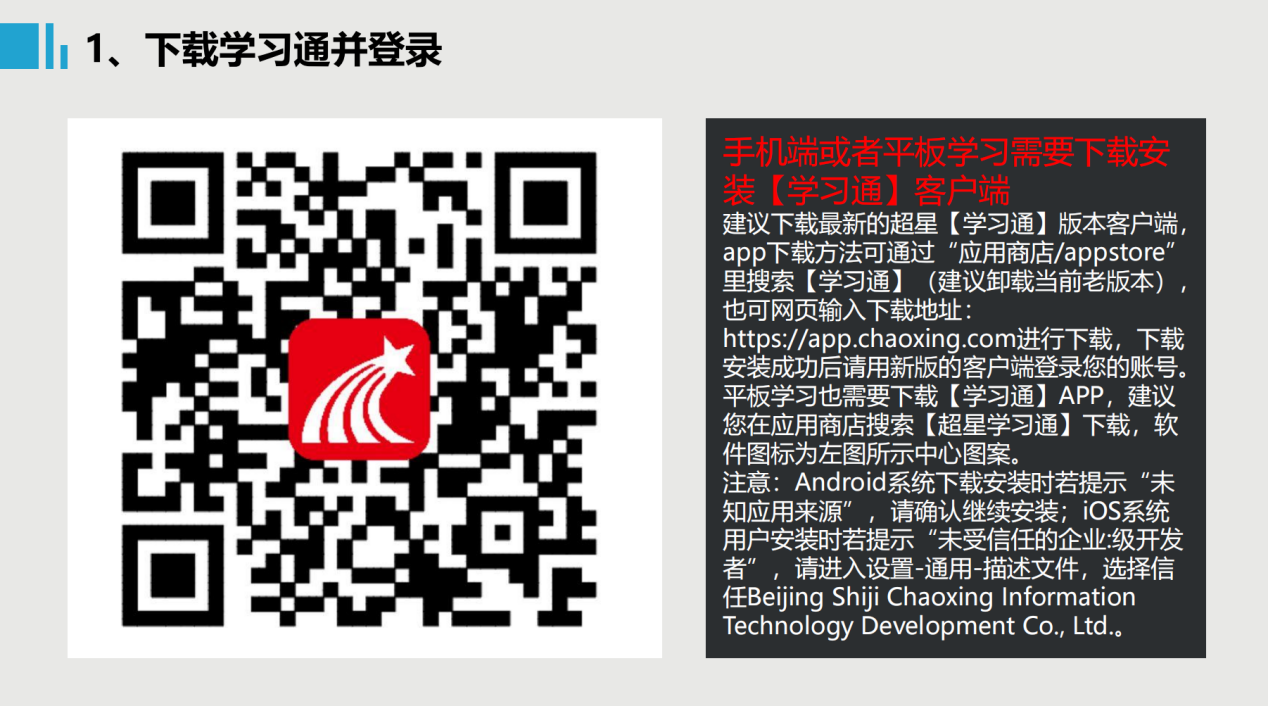 1、下载学习通并登录
手机端或者平板学习需要下载安
装【学习通】客户端
建议下载最新的超星【学习通】版本客户端，
app下载方法可通过“应用商店/appstore”
里搜索【学习通】（建议卸载当前老版本），
也可网页输入下载地址：
https://app.chaoxing.com进行下载，下载
安装成功后请用新版的客户端登录您的账号。
平板学习也需要下载【学习通】APP，建议
您在应用商店搜索【超星学习通】下载，软
件图标为左图所示中心图案。
注意：Android系统下载安装时若提示“未
知应用来源”，请确认继续安装；iOS系统
用户安装时若提示“未受信任的企业:级开发
者”，请进入设置-通用-描述文件，选择信
任Beijing Shiji Chaoxing Information
Technology Development Co., Ltd.。